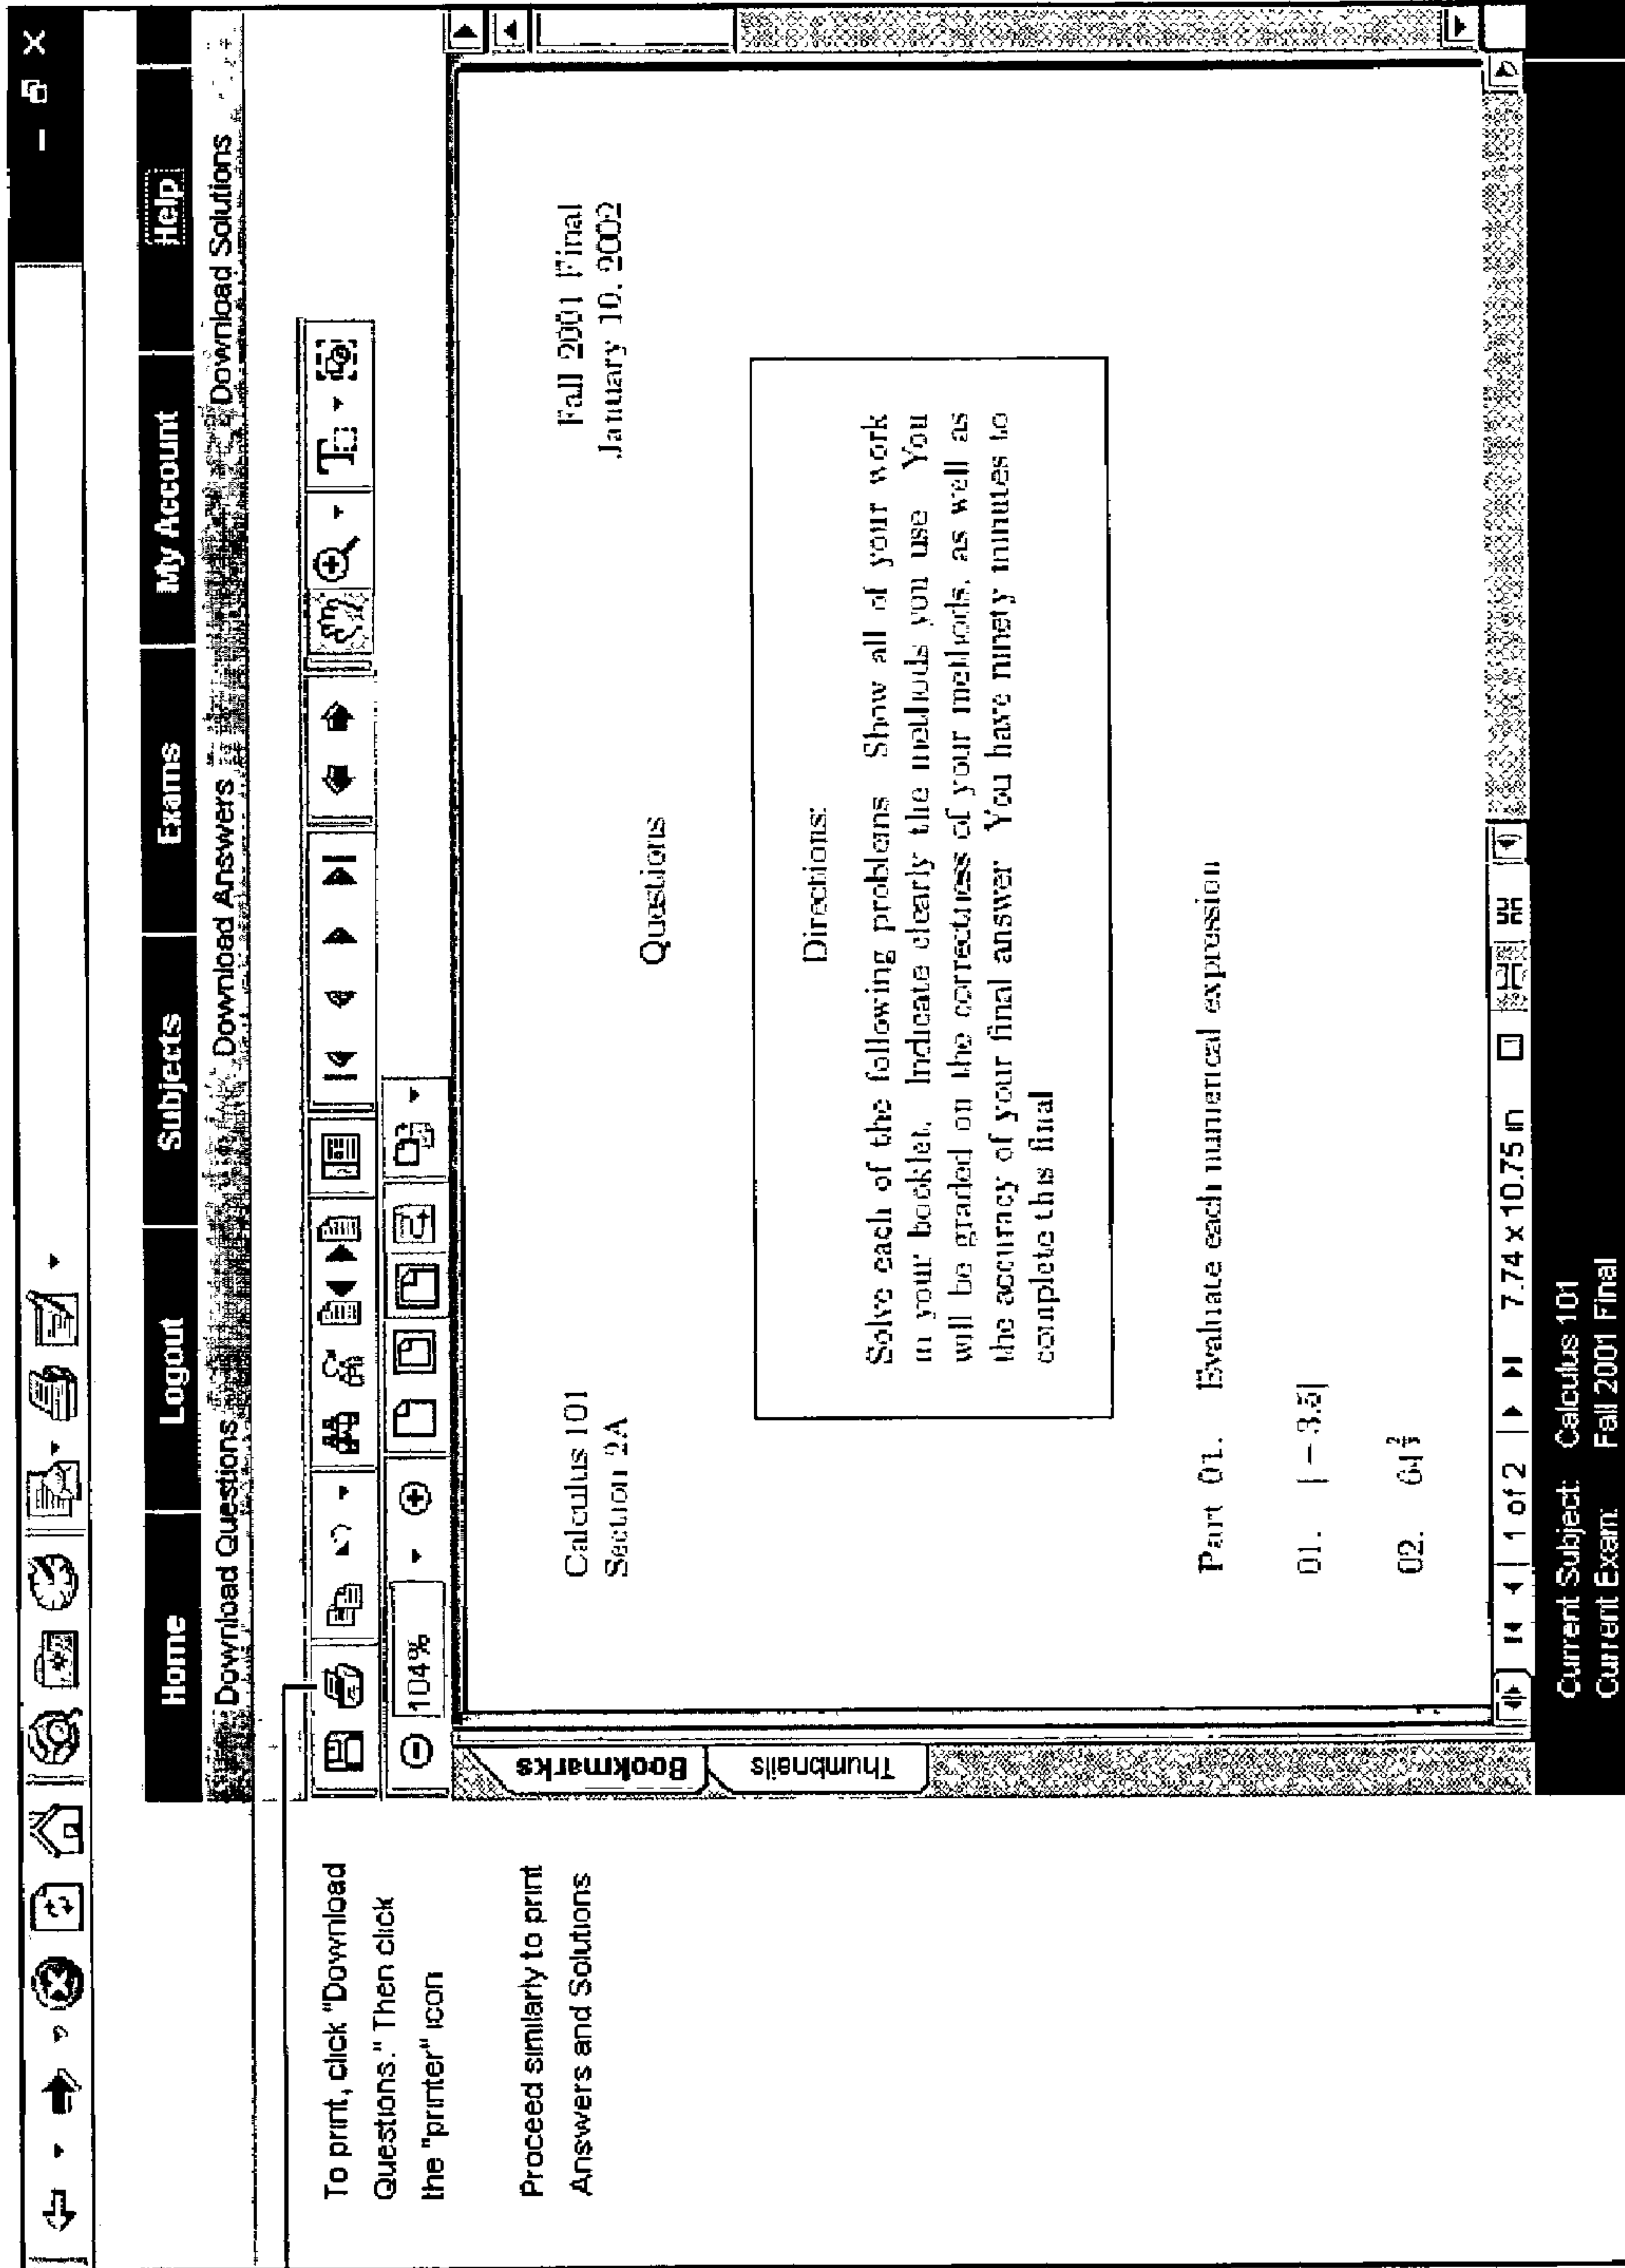 Home Logout Subjects Exams My Account Help
Download Questions Download Answers Download Solutions
To print, click "Download
Questions." Then click
the "printer" icon
Proceed similarly to print
Answers and Solutions
104%
Bookmarks
Thumbnails
Calculus 101 Fall 2001 Final
Section 2A January 10, 2002
Questions
Directions:
Solve each of the following problems Show all of your work
in your booklet. Indicate clearly the methods you use You
will be graded on the correctness of your methods, as well as
the accuracy of your final answer You have ninety minutes to
complete this final
Part 01. Evaluate each numerical expression
01. |−3.5|
02.
1 of 2 7.74 x 10.75 in
Current Subject: Calculus 101
Current Exam: Fall 2001 Final